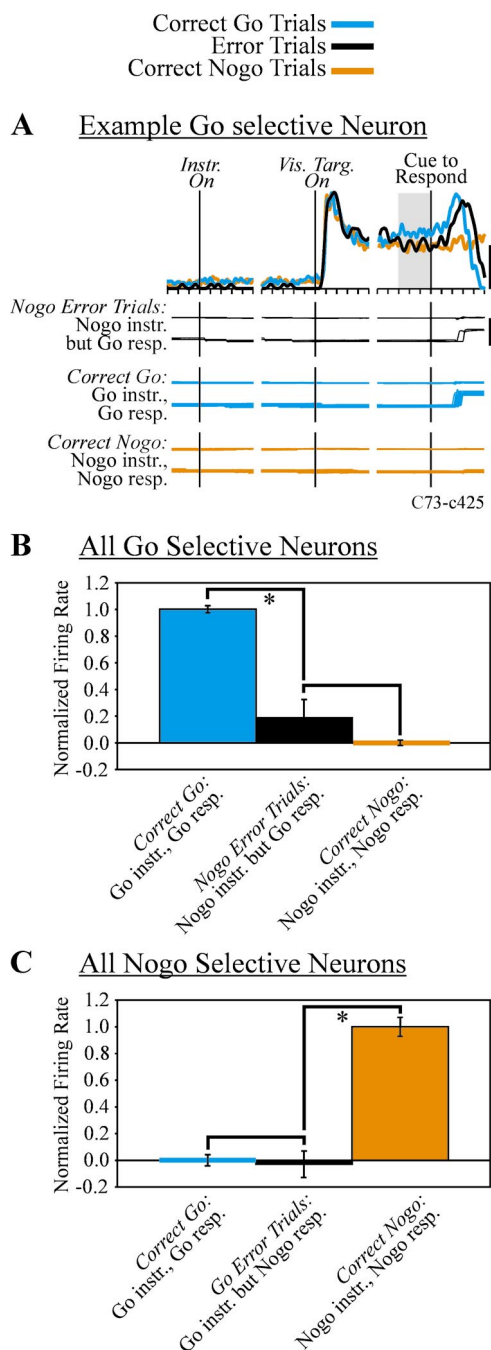 Correct Go Trials
Error Trials
Correct Nogo Trials
A Example Go selective Neuron
Instr.
On
Vis. Targ.
On
Cue to
Respond
Nogo Error Trials:
Nogo instr.
but Go resp.
Correct Go:
Go instr.,
Go resp.
Correct Nogo:
Nogo instr.,
Nogo resp.
C73-c425
B All Go Selective Neurons
Normalized Firing Rate
1.2
1.0
0.8
0.6
0.4
0.2
0.0
-0.2
*
Correct Go:
Go instr., Go resp.
Nogo Error Trials:
Nogo instr. but Go resp.
Correct Nogo:
Nogo instr., Nogo resp.
C All Nogo Selective Neurons
Normalized Firing Rate
1.2
1.0
0.8
0.6
0.4
0.2
0.0
-0.2
*
Correct Go:
Go instr., Go resp.
Go Error Trials:
Go instr. but Nogo resp.
Correct Nogo:
Nogo instr., Nogo resp.